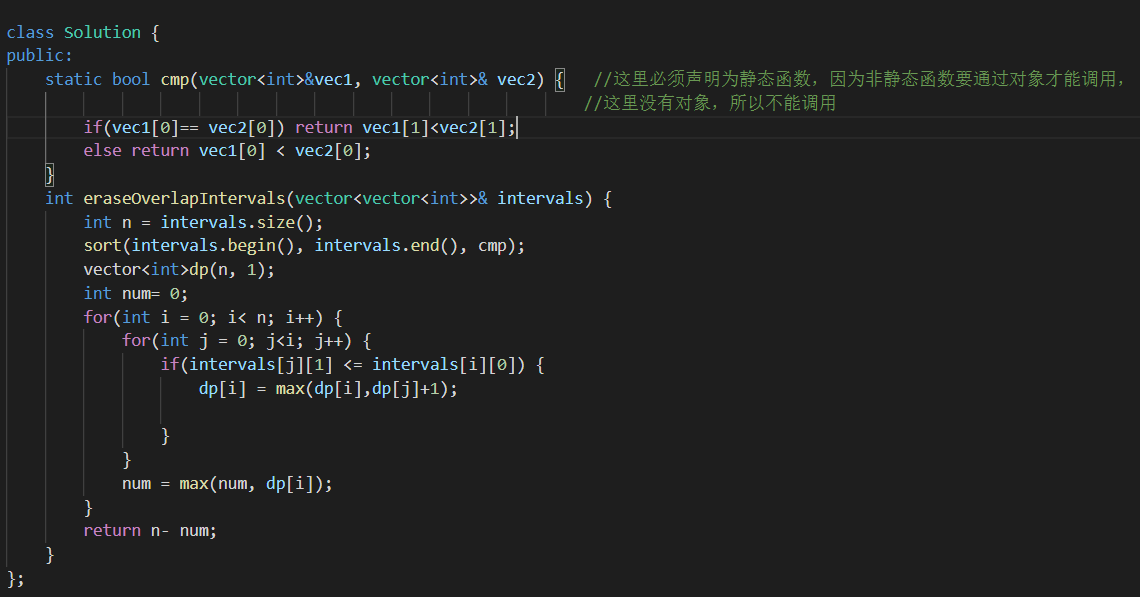 class Solution {
public:
    static bool cmp(vector<int>&vec1, vector<int>& vec2) {   //这里必须声明为静态函数，因为非静态函数要通过对象才能调用，
                                                            //这里没有对象，所以不能调用
        if(vec1[0]== vec2[0]) return vec1[1]<vec2[1];
        else return vec1[0] < vec2[0];
    }
    int eraseOverlapIntervals(vector<vector<int>>& intervals) {
        int n = intervals.size();
        sort(intervals.begin(), intervals.end(), cmp);
        vector<int>dp(n, 1);
        int num= 0;
        for(int i = 0; i< n; i++) {
            for(int j = 0; j<i; j++) {
                if(intervals[j][1] <= intervals[i][0]) {
                    dp[i] = max(dp[i],dp[j]+1);
                }
            }
            num = max(num, dp[i]);
        }
        return n- num;
    }
};